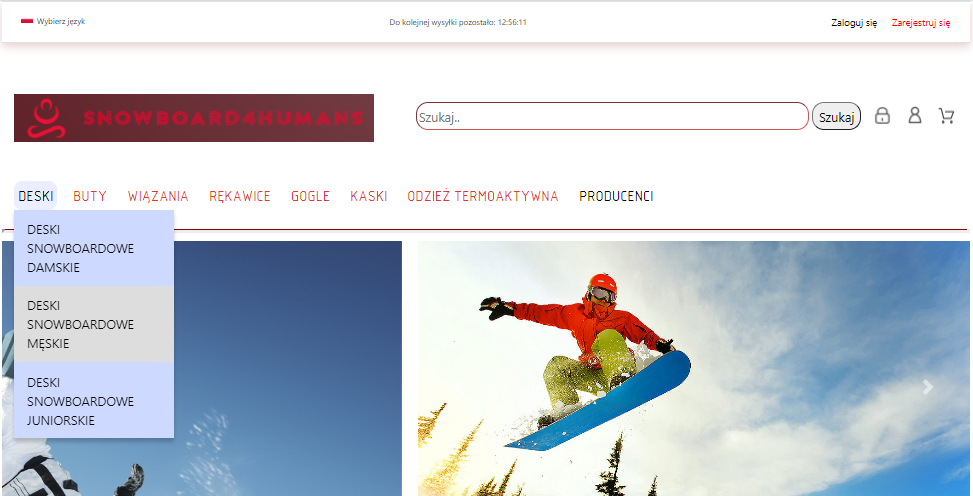 Wybierz język
Do kolejnej wysyłki pozostało: 12:56:11
Zaloguj się
Zarejestruj się
SNOWBOARD4HUMANS
Szukaj..
Szukaj
DESKI
BUTY
WIĄZANIA
RĘKAWICE
GOGLE
KASKI
ODZIEŻ TERMOAKTYWNA
PRODUCENCI
DESKI
SNOWBOARDOWE
DAMSKIE
DESKI
SNOWBOARDOWE
MĘSKIE
DESKI
SNOWBOARDOWE
JUNIORSKIE